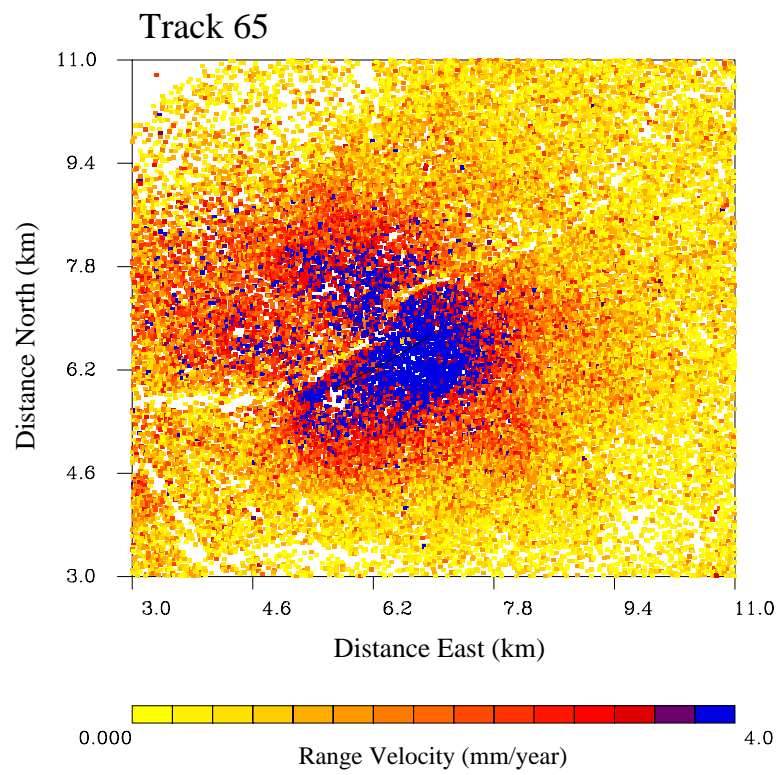 Track 65
11.0
9.4
7.8
6.2
4.6
3.0
Distance North (km)
3.0 4.6 6.2 7.8 9.4 11.0
Distance East (km)
0.000 4.0
Range Velocity (mm/year)